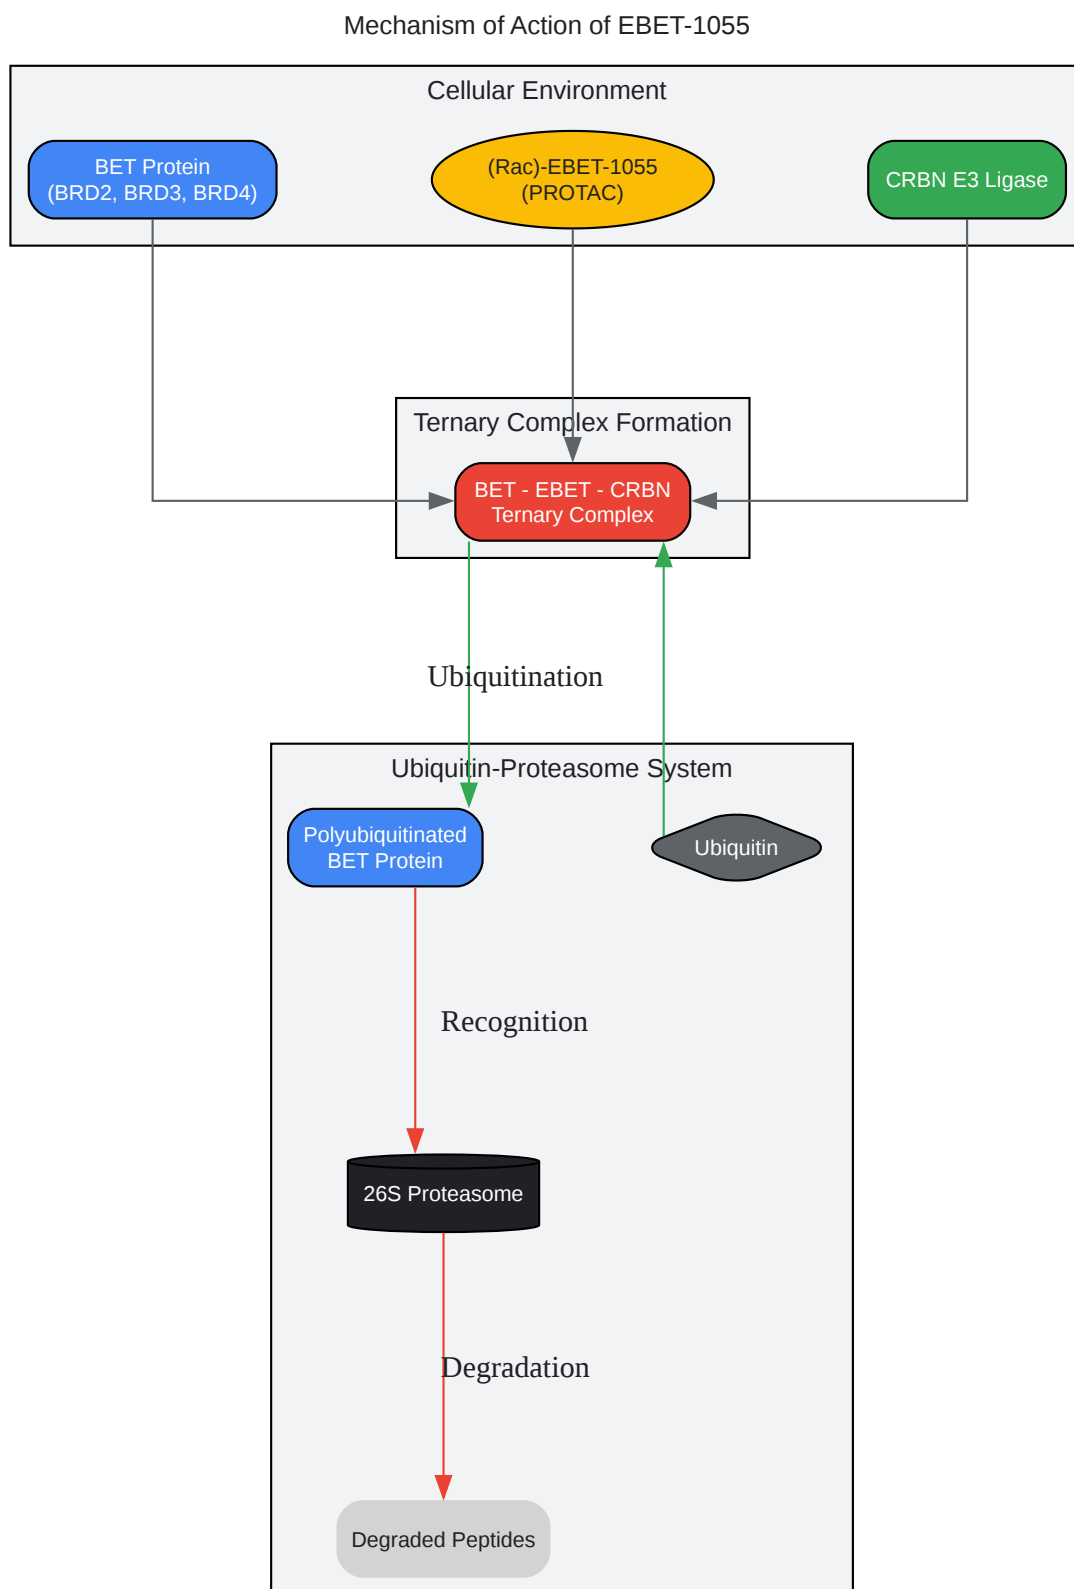 Mechanism of Action of EBET-1055
Cellular Environment
BET Protein
(BRD2, BRD3, BRD4)
(Rac)-EBET-1055
(PROTAC)
CRBN E3 Ligase
Ternary Complex Formation
BET - EBET - CRBN
Ternary Complex
Ubiquitination
Ubiquitin-Proteasome System
Polyubiquitinated
BET Protein
Ubiquitin
Recognition
26S Proteasome
Degradation
Degraded Peptides